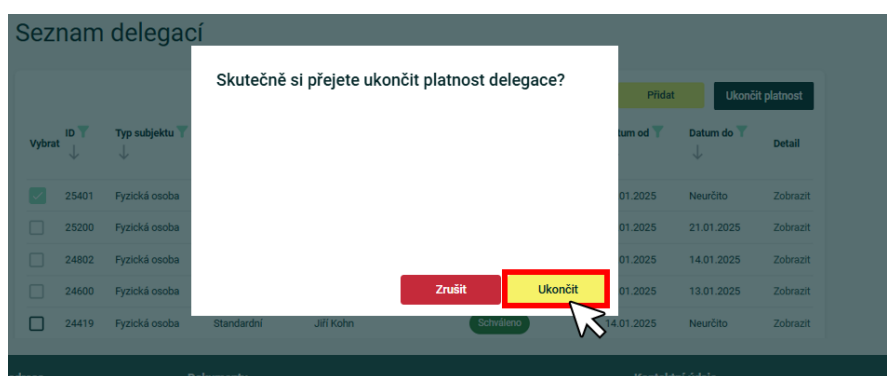 Seznam delegací
Skutečně si přejete ukončit platnost delegace?
Přidat Ukončit platnost
Vybrat ID Typ subjektu tum od Datum do Detail
25401 Fyzická osoba .01.2025 Neurčito Zobrazit
25200 Fyzická osoba .01.2025 21.01.2025 Zobrazit
24802 Fyzická osoba .01.2025 14.01.2025 Zobrazit
24600 Fyzická osoba .01.2025 13.01.2025 Zobrazit
Zrušit Ukončit
24419 Fyzická osoba Standardní Jiří Kohn Schváleno 14.01.2025 Neurčito Zobrazit